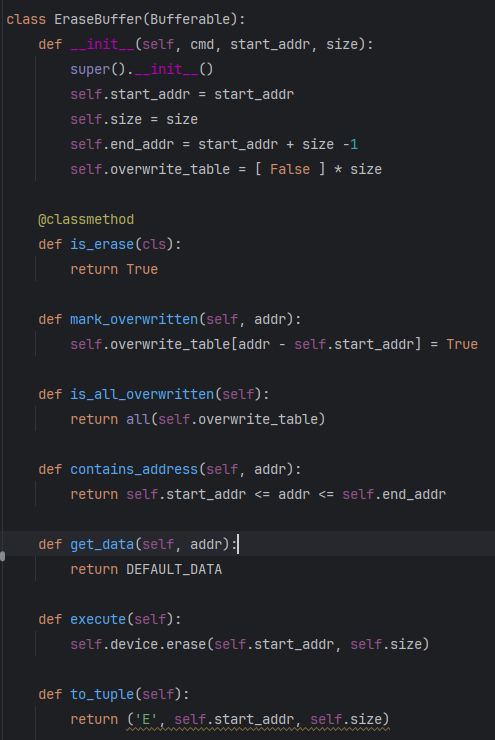 class EraseBuffer(Bufferable):
    def __init__(self, cmd, start_addr, size):
        super().__init__()
        self.start_addr = start_addr
        self.size = size
        self.end_addr = start_addr + size -1
        self.overwrite_table = [ False ] * size

    @classmethod
    def is_erase(cls):
        return True

    def mark_overwritten(self, addr):
        self.overwrite_table[addr - self.start_addr] = True

    def is_all_overwritten(self):
        return all(self.overwrite_table)

    def contains_address(self, addr):
        return self.start_addr <= addr <= self.end_addr

    def get_data(self, addr):
        return DEFAULT_DATA

    def execute(self):
        self.device.erase(self.start_addr, self.size)

    def to_tuple(self):
        return ('E', self.start_addr, self.size)